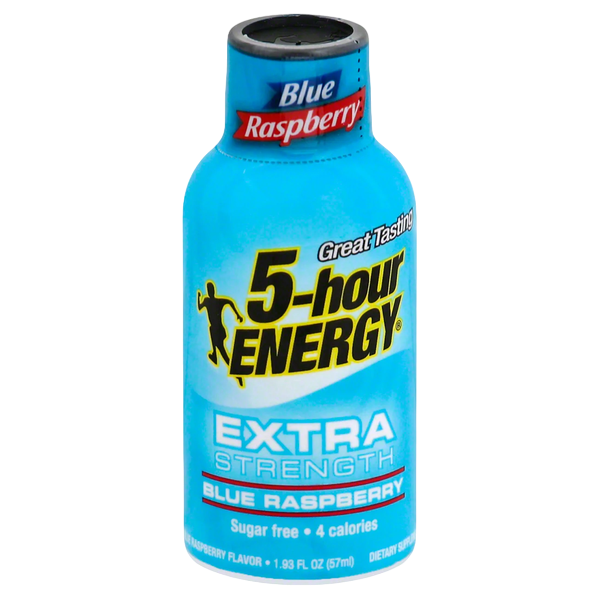 Blue
Raspberry
Great Tasting
5-hour
ENERGY®
EXTRA
STRENGTH
BLUE RASPBERRY
Sugar free • 4 calories
RASPBERRY FLAVOR • 1.93 FL OZ (57ml) DIETARY